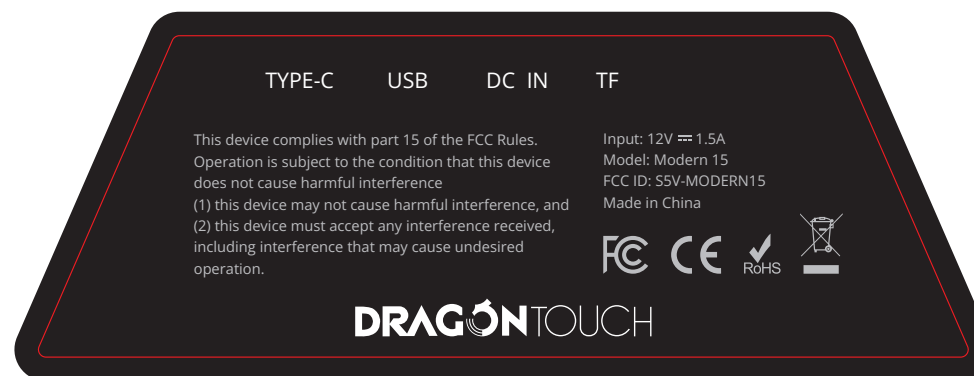 TYPE-C USB DC IN TF
This device complies with part 15 of the FCC Rules.
Operation is subject to the condition that this device
does not cause harmful interference
(1) this device may not cause harmful interference, and
(2) this device must accept any interference received,
including interference that may cause undesired
operation.
Input: 12V ⎓ 1.5A
Model: Modern 15
FCC ID: S5V-MODERN15
Made in China
FC CE RoHS
DRAGONTOUCH